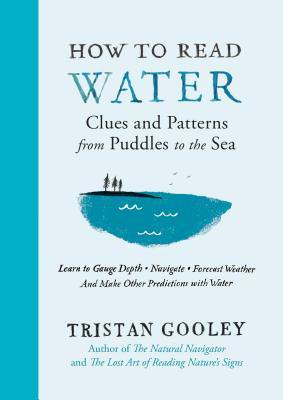 HOW TO READ
WATER
Clues and Patterns
from Puddles to the Sea
Learn to Gauge Depth • Navigate • Forecast Weather
And Make Other Predictions with Water
TRISTAN GOOLEY
Author of The Natural Navigator
and The Lost Art of Reading Nature's Signs